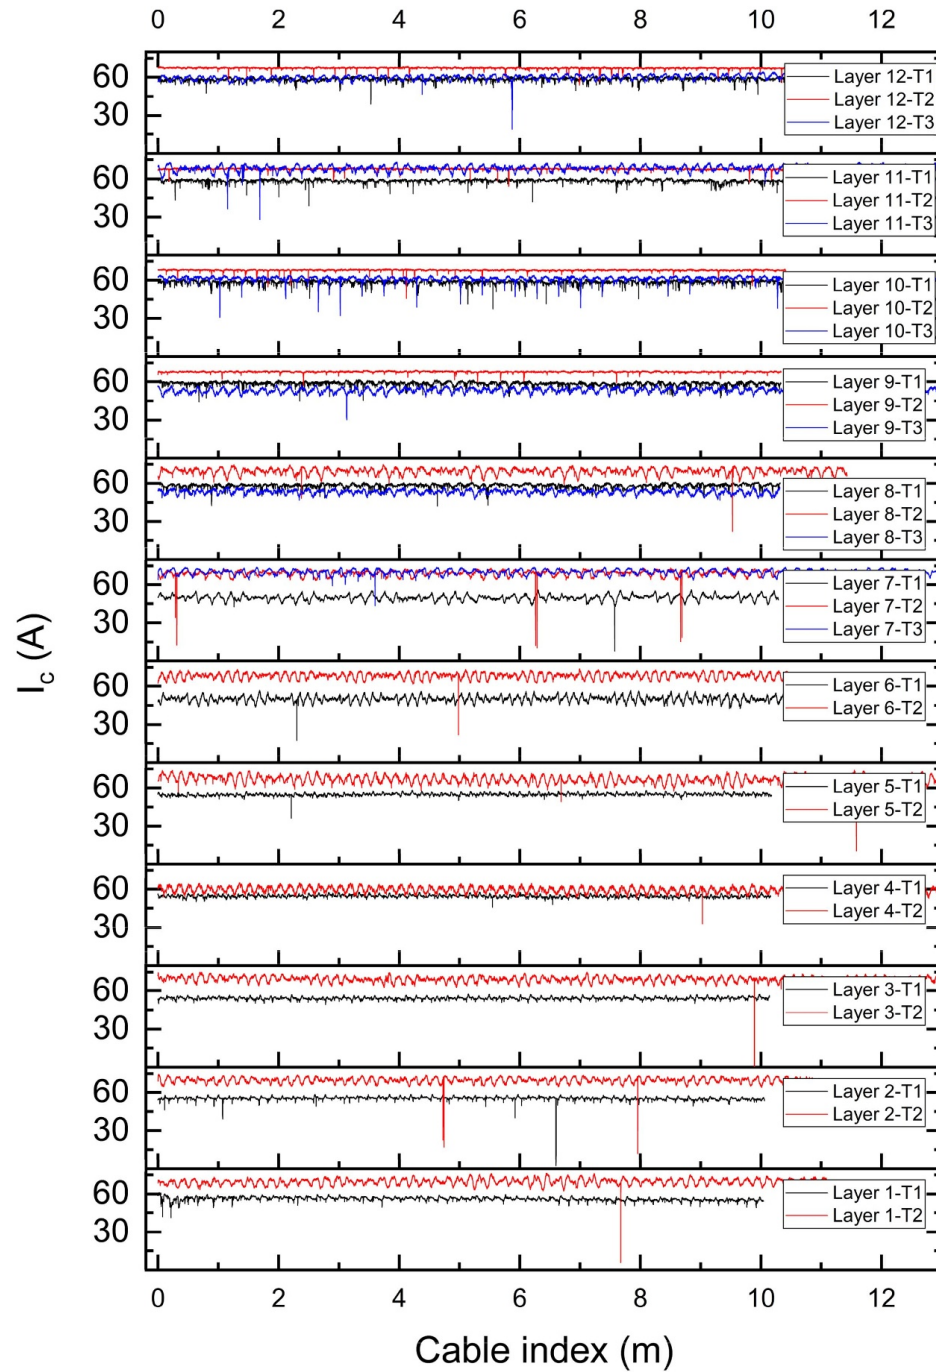 0 2 4 6 8 10 12
60
30
Layer 12-T1
Layer 12-T2
Layer 12-T3
60
30
Layer 11-T1
Layer 11-T2
Layer 11-T3
60
30
Layer 10-T1
Layer 10-T2
Layer 10-T3
60
30
Layer 9-T1
Layer 9-T2
Layer 9-T3
60
30
Layer 8-T1
Layer 8-T2
Layer 8-T3
60
30
Layer 7-T1
Layer 7-T2
Layer 7-T3
60
30
Layer 6-T1
Layer 6-T2
60
30
Layer 5-T1
Layer 5-T2
60
30
Layer 4-T1
Layer 4-T2
60
30
Layer 3-T1
Layer 3-T2
60
30
Layer 2-T1
Layer 2-T2
60
30
Layer 1-T1
Layer 1-T2
I_c (A)
0 2 4 6 8 10 12
Cable index (m)